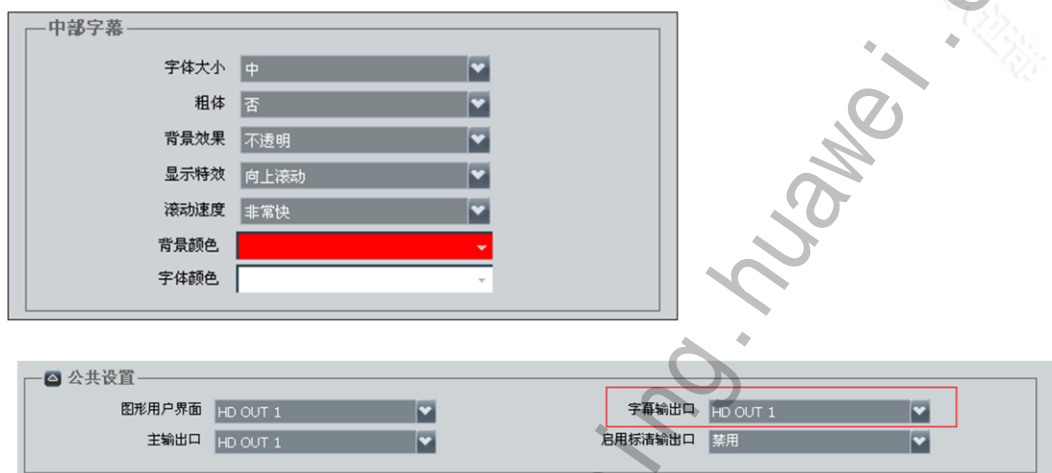 中部字幕
字体大小 中
粗体 否
背景效果 不透明
显示特效 向上滚动
滚动速度 非常快
背景颜色
字体颜色
公共设置
图形用户界面 HD OUT 1 字幕输出口 HD OUT 1
主输出口 HD OUT 1 启用标清输出口 禁用
ng.huawei.